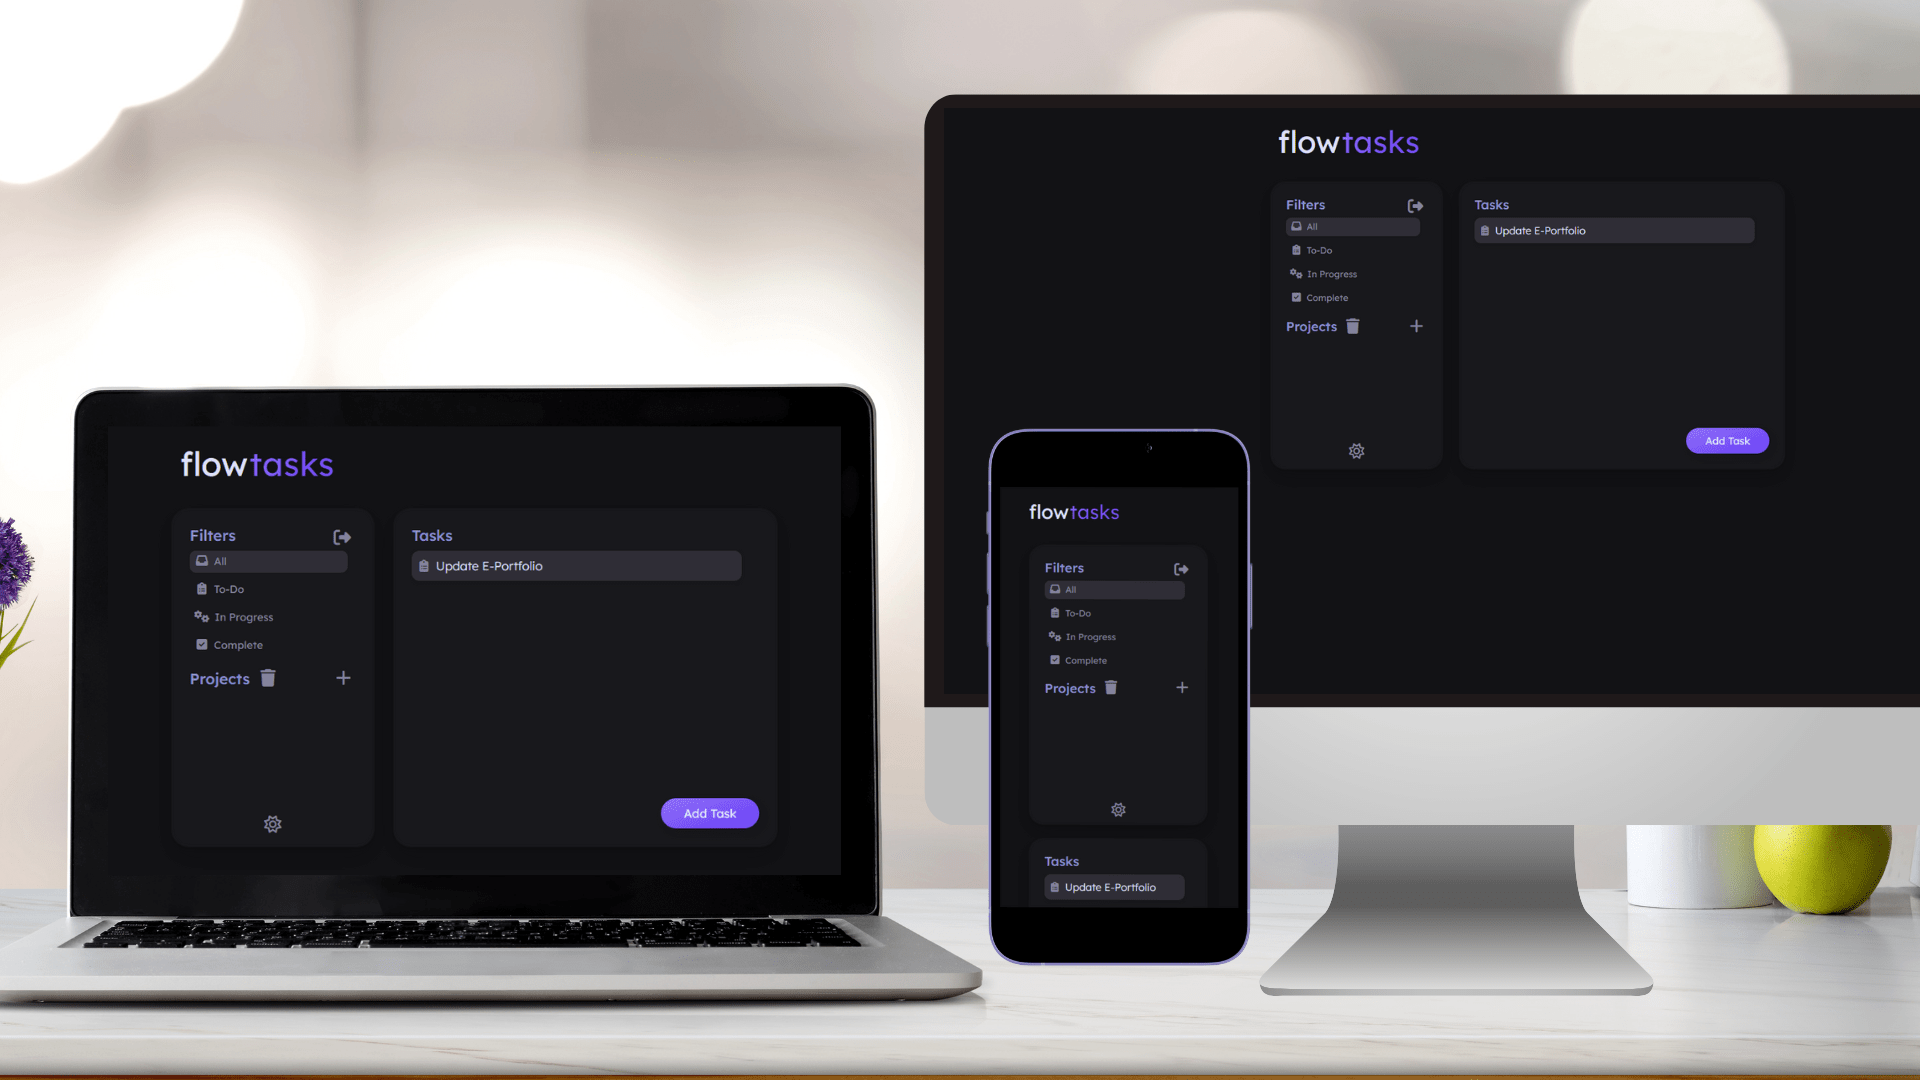 flowtasks
Filters
All
To-Do
In Progress
Complete
Projects
Tasks
Update E-Portfolio
Add Task
flowtasks
Filters
All
To-Do
In Progress
Complete
Projects
Tasks
Update E-Portfolio
flowtasks
Filters
All
To-Do
In Progress
Complete
Projects
Tasks
Update E-Portfolio
Add Task